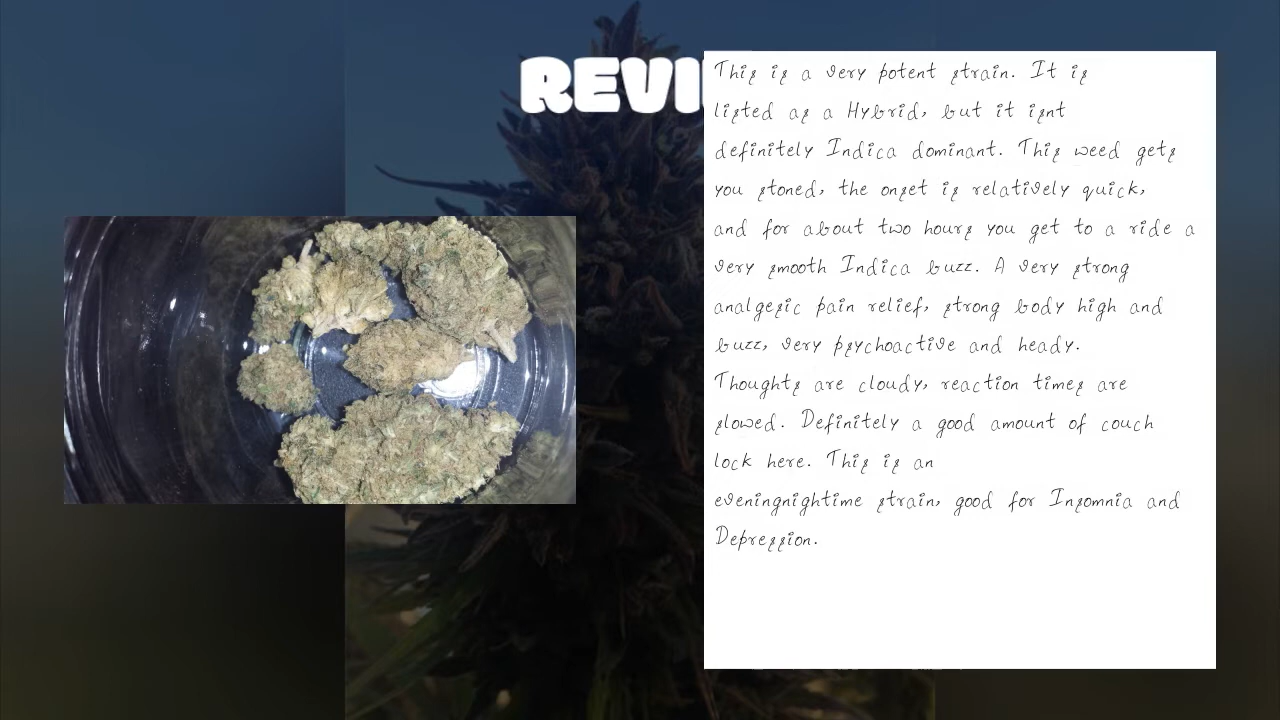 REVI
This is a very potent strain. It is
listed as a Hybrid, but it isnt
definitely Indica dominant. This weed gets
you stoned, the onset is relatively quick,
and for about two hours you get to a ride a
very smooth Indica buzz. A very strong
analgesic pain relief, strong body high and
buzz, very psychoactive and heady.
Thoughts are cloudy, reaction times are
slowed. Definitely a good amount of couch
lock here. This is an
eveningnightime strain, good for Insomnia and
Depression.